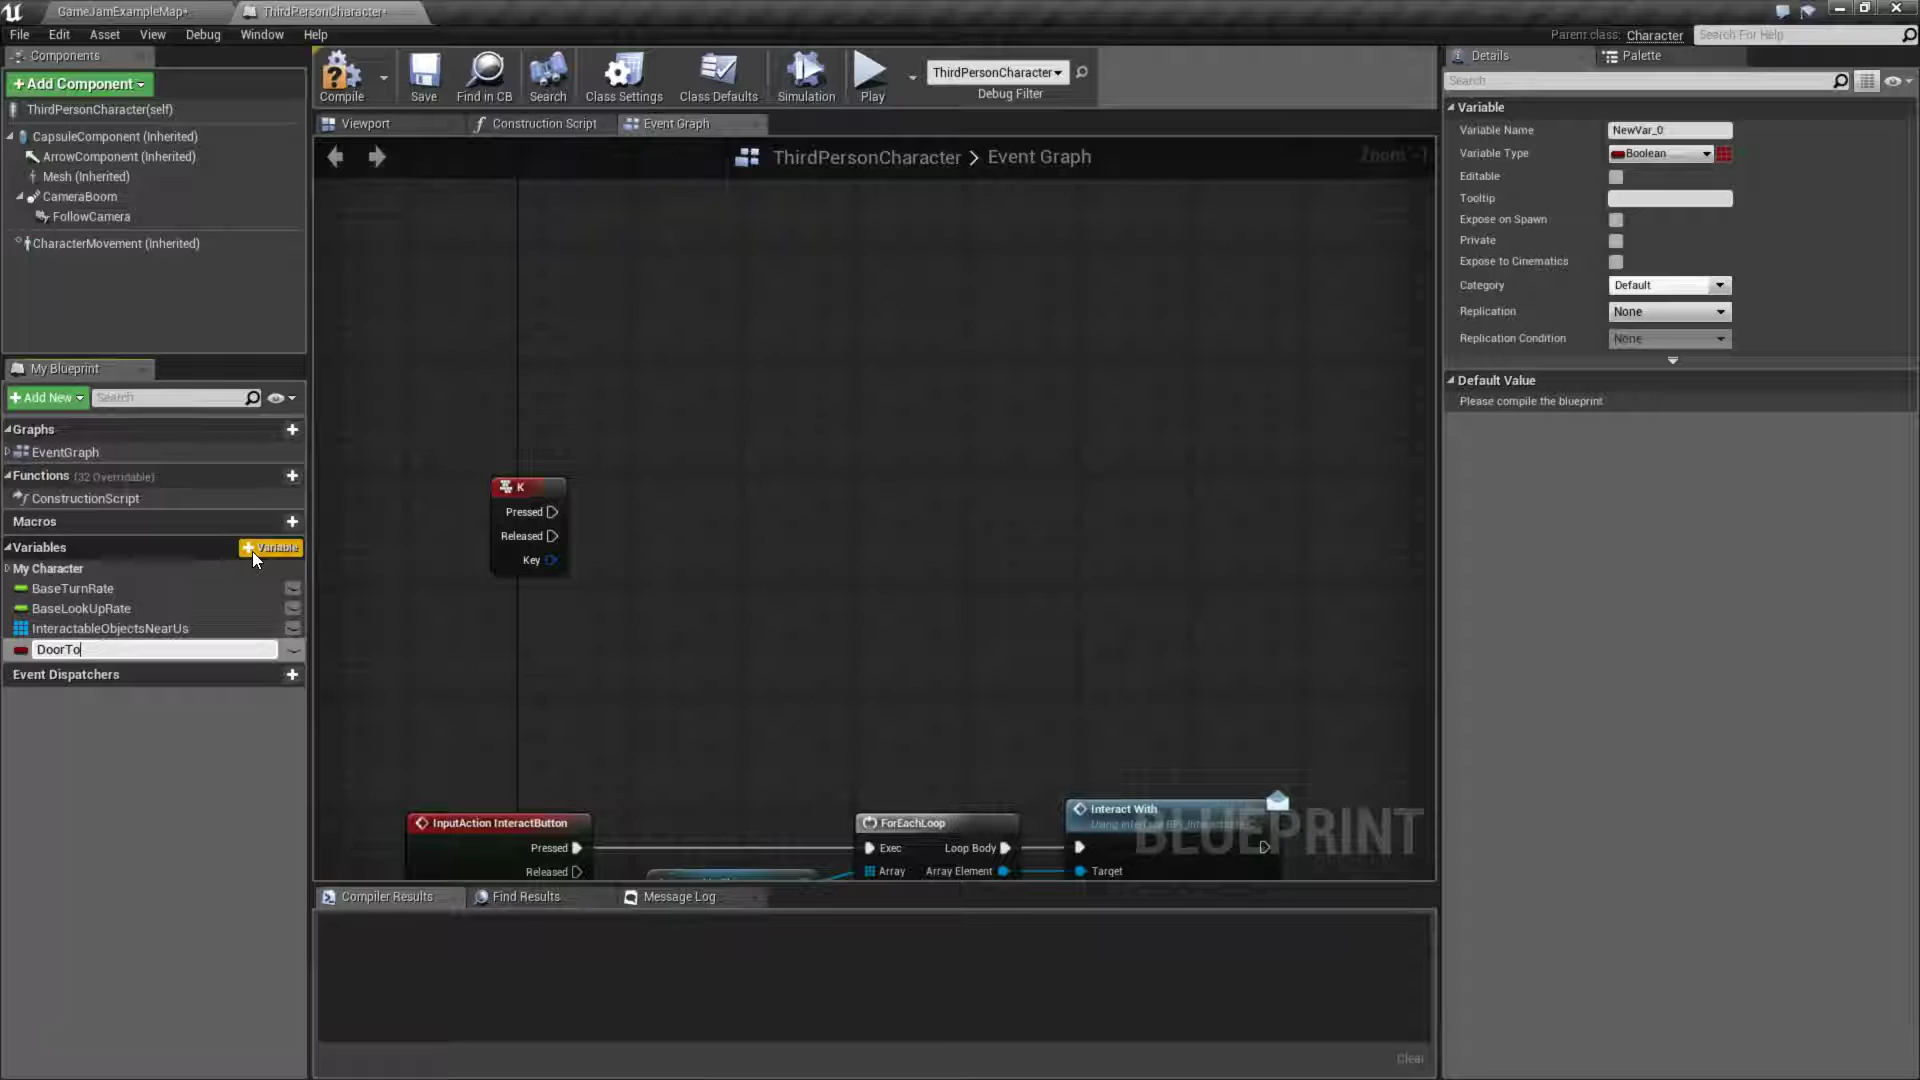 GameJamExampleMap*
ThirdPersonCharacter*
File Edit Asset View Debug Window Help
Parent class: Character
Search For Help
Components
+ Add Component
ThirdPersonCharacter(self)
CapsuleComponent (Inherited)
ArrowComponent (Inherited)
Mesh (Inherited)
CameraBoom
FollowCamera
CharacterMovement (Inherited)
My Blueprint
+ Add New
Search
Graphs
EventGraph
Functions (32 Overridable)
ConstructionScript
Macros
Variables
+ Variable
My Character
BaseTurnRate
BaseLookUpRate
InteractableObjectsNearUs
DoorTo
Event Dispatchers
Compile
Save
Find in CB
Search
Class Settings
Class Defaults
Simulation
Play
ThirdPersonCharacter
Debug Filter
Viewport
Construction Script
Event Graph
ThirdPersonCharacter > Event Graph
Zoom -1
K
Pressed
Released
Key
InputAction InteractButton
Pressed
Released
ForEachLoop
Exec Loop Body
Array Array Element
Interact With
Target
BLUEPRINT
Compiler Results
Find Results
Message Log
Clear
Details
Palette
Search
Variable
Variable Name NewVar_0
Variable Type Boolean
Editable
Tooltip
Expose on Spawn
Private
Expose to Cinematics
Category Default
Replication None
Replication Condition None
Default Value
Please compile the blueprint